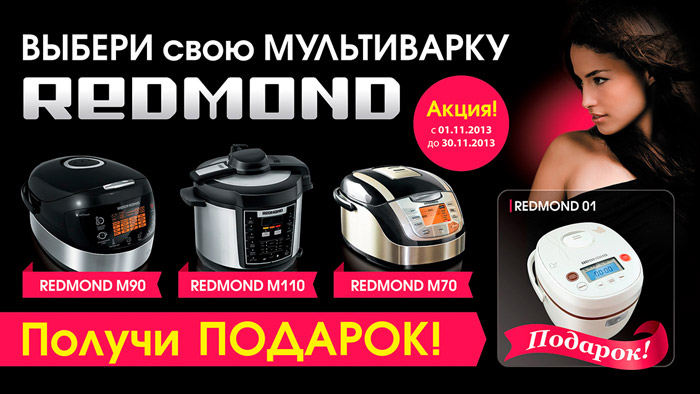 ВЫБЕРИ свою МУЛЬТИВАРКУ
REDMOND
Акция!
с 01.11.2013
до 30.11.2013
REDMOND 01
REDMOND M90
REDMOND M110
REDMOND M70
Получи ПОДАРОК!
Подарок!